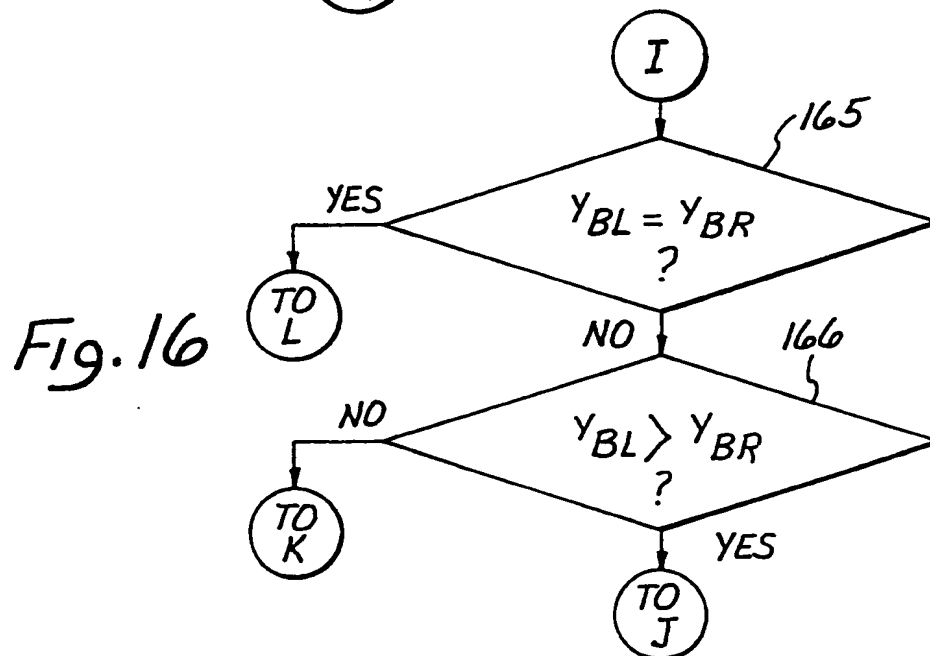 I
165
YES
Y_BL = Y_BR
?
TO
L
NO
Fig. 16
166
NO
Y_BL > Y_BR
?
TO
K
YES
TO
J